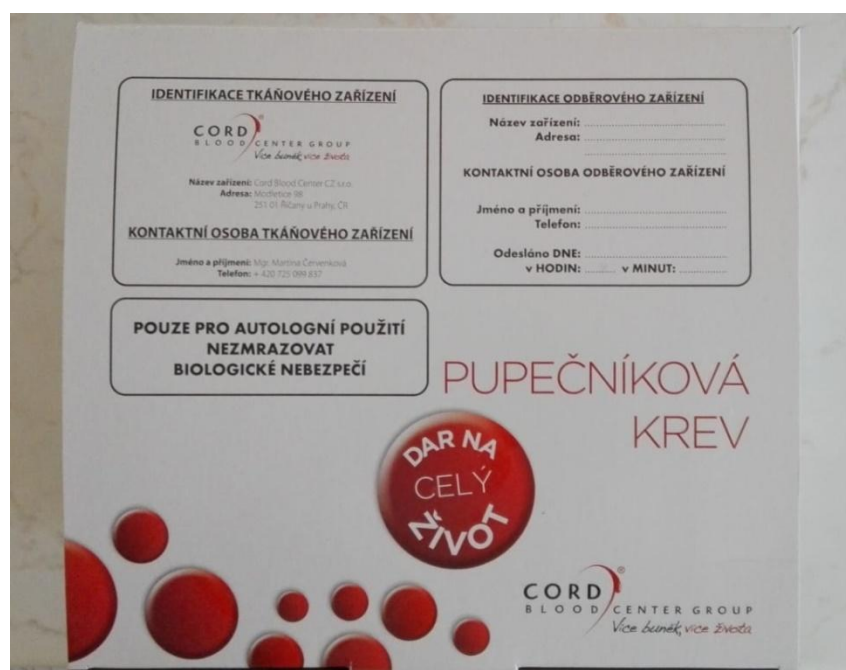 IDENTIFIKACE TKÁŇOVÉHO ZAŘÍZENÍ
CORD
BLOOD CENTER GROUP
Více buněk, více života
Název zařízení: Cord Blood Center CZ s.r.o.
Adresa: Modletice 98
251 01 Říčany u Prahy, ČR
KONTAKTNÍ OSOBA TKÁŇOVÉHO ZAŘÍZENÍ
Jméno a příjmení: Mgr. Martina Červenková
Telefon: + 420 725 099 837
IDENTIFIKACE ODBĚROVÉHO ZAŘÍZENÍ
Název zařízení:
Adresa:
KONTAKTNÍ OSOBA ODBĚROVÉHO ZAŘÍZENÍ
Jméno a příjmení:
Telefon:
Odesláno DNE:
v HODIN: v MINUT:
POUZE PRO AUTOLOGNÍ POUŽITÍ
NEZMRAZOVAT
BIOLOGICKÉ NEBEZPEČÍ
PUPEČNÍKOVÁ
KREV
DAR NA
CELÝ
ŽIVOT
CORD®
BLOOD CENTER GROUP
Více buněk, více života